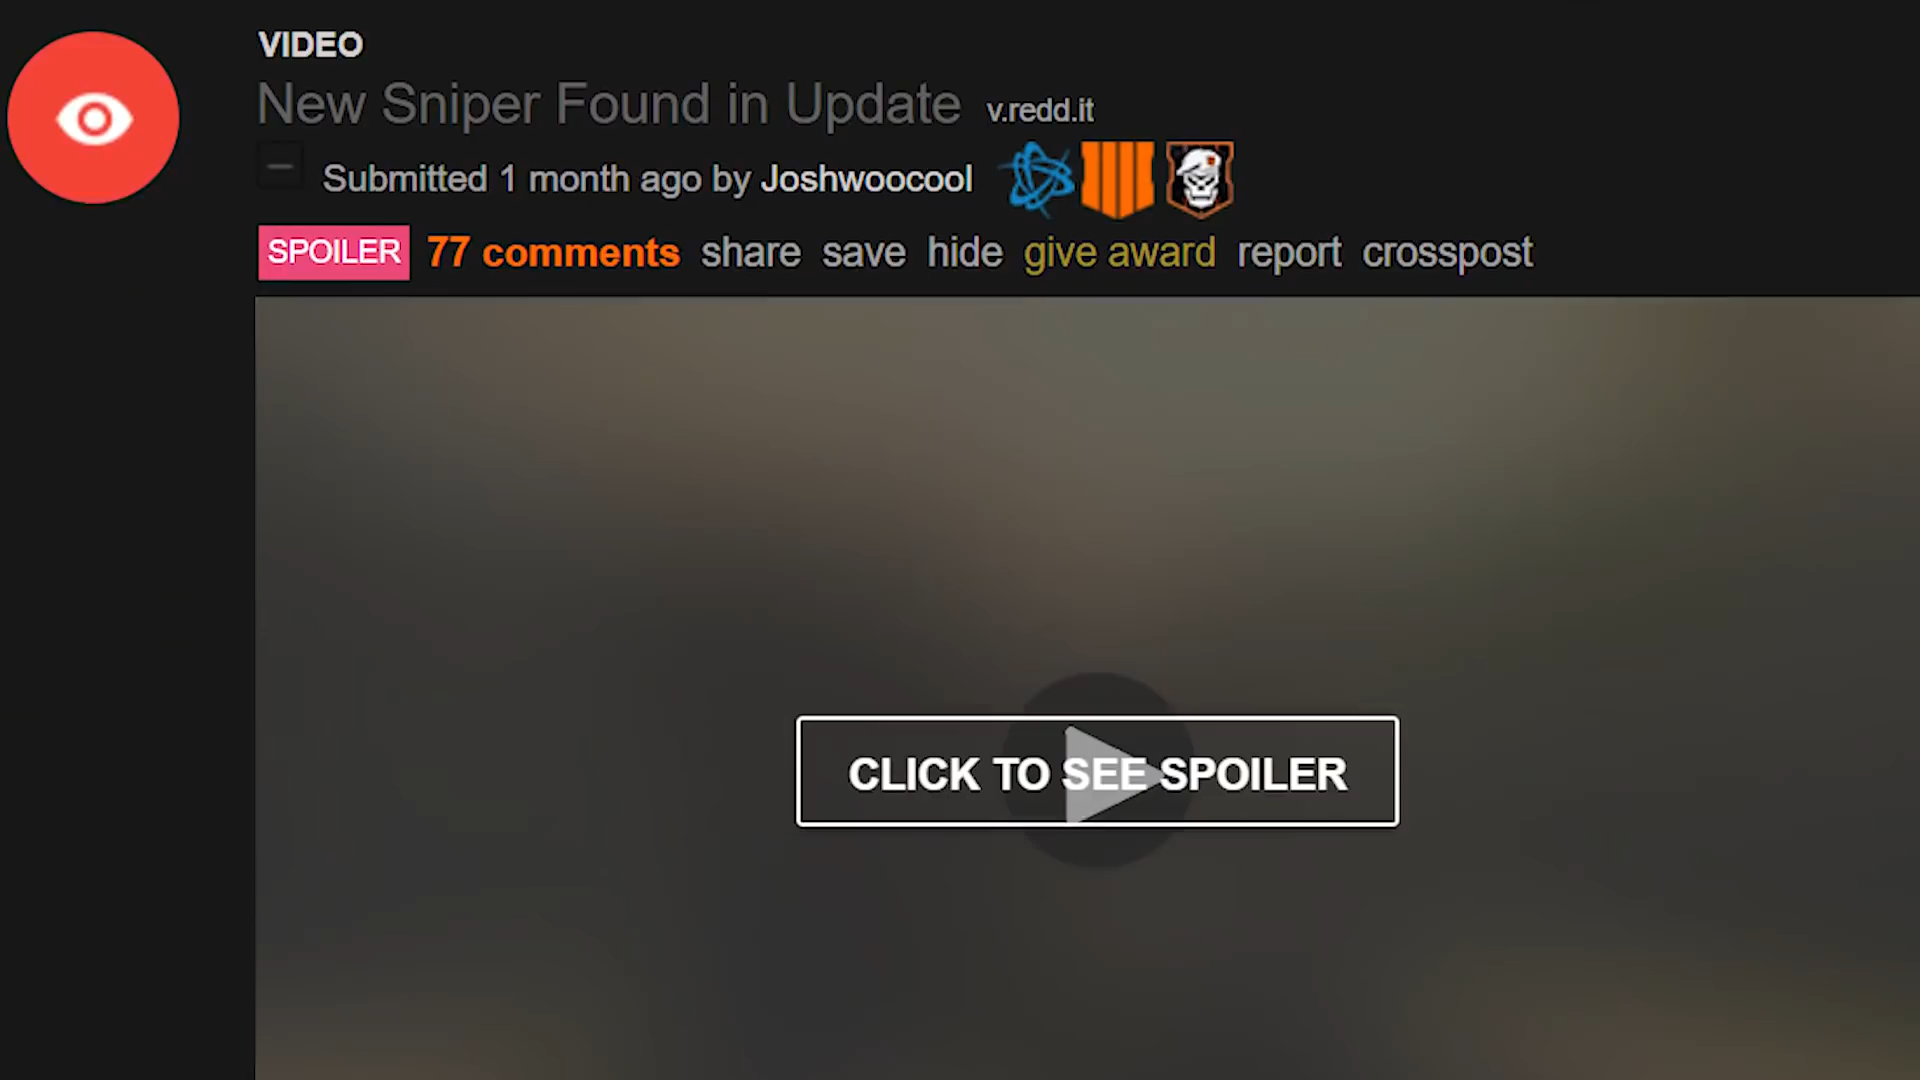 VIDEO
New Sniper Found in Update v.redd.it
Submitted 1 month ago by Joshwoocool
SPOILER 77 comments share save hide give award report crosspost
CLICK TO SEE SPOILER